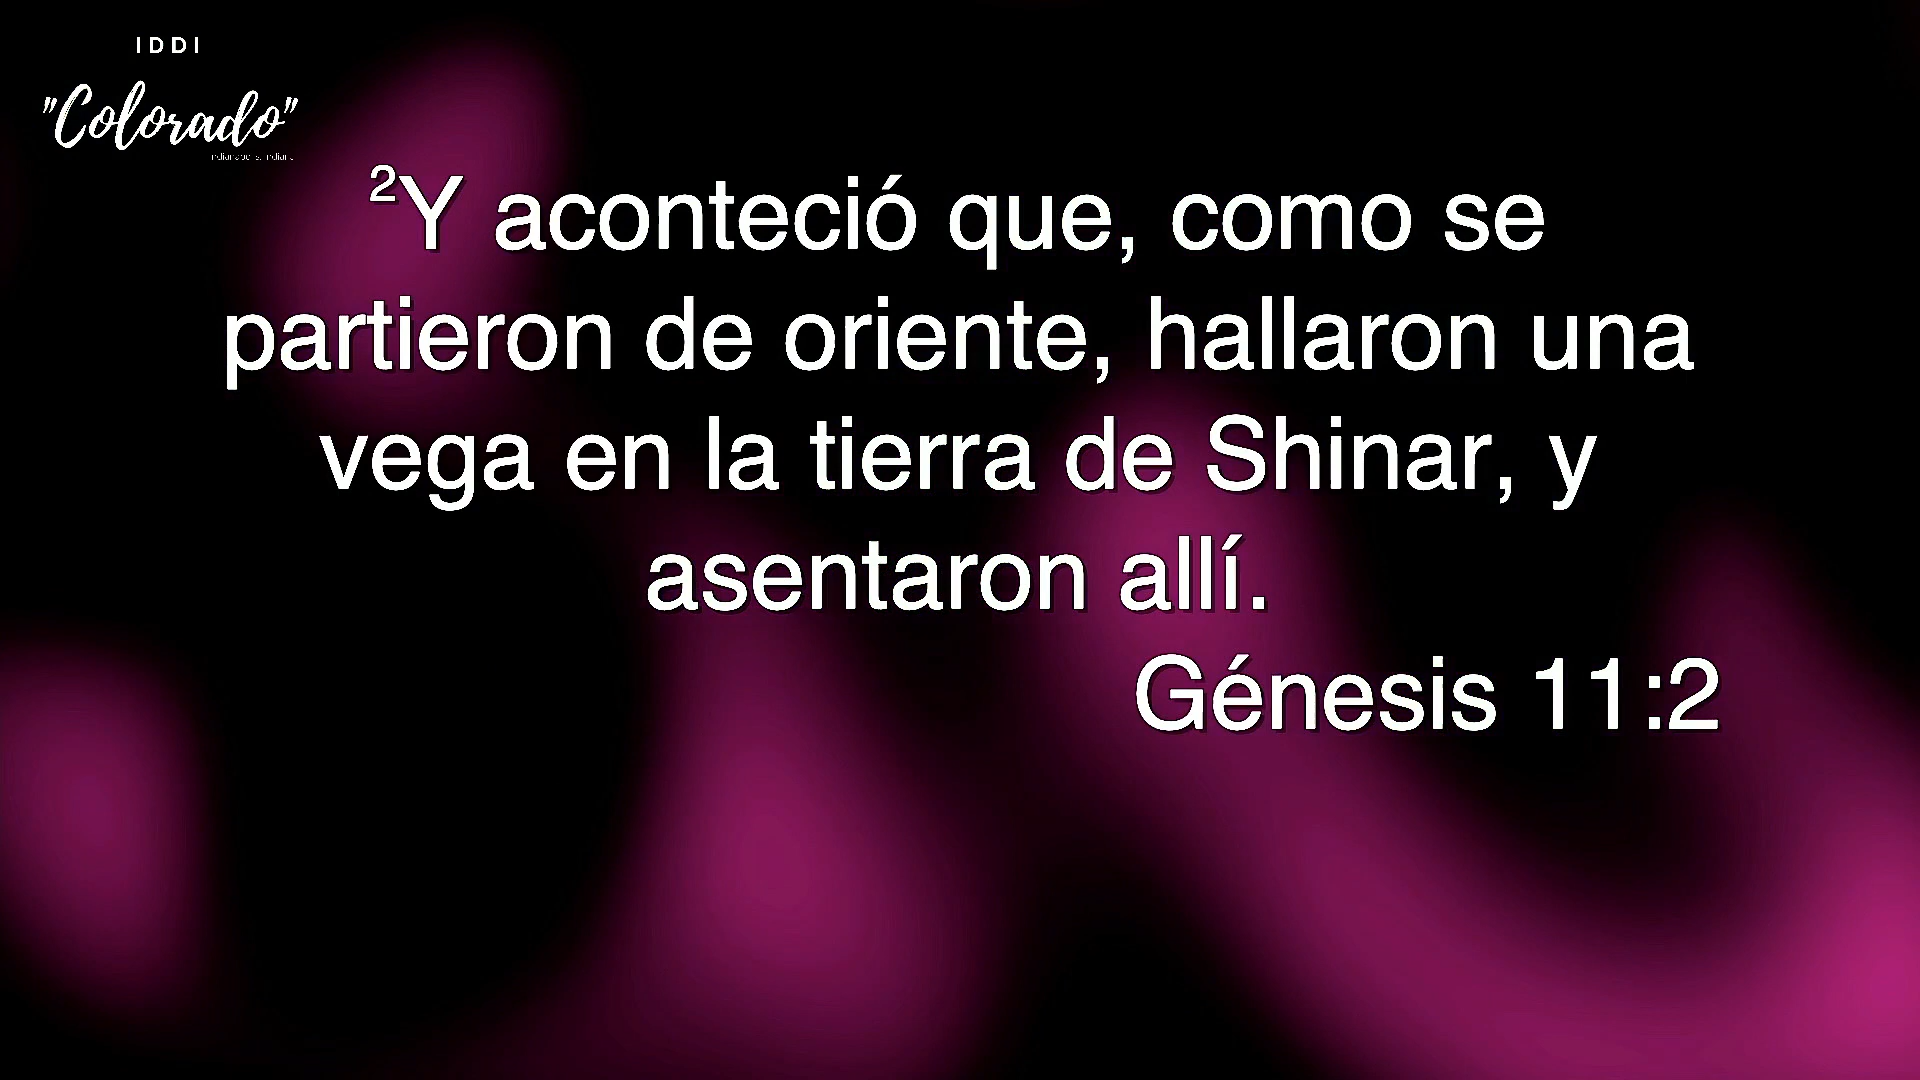 IDDI
"Colorado"
²Y aconteció que, como se
partieron de oriente, hallaron una
vega en la tierra de Shinar, y
asentaron allí.
Génesis 11:2